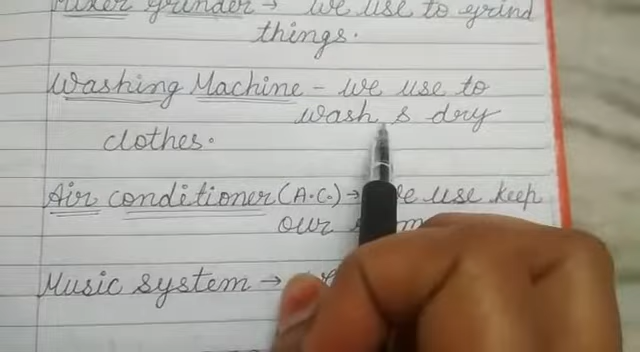 Mixer grinder → we use to grind
things.
Washing Machine - we use to
wash & dry
clothes.
Air conditioner (A.C.) → we use keep
our
Music system →